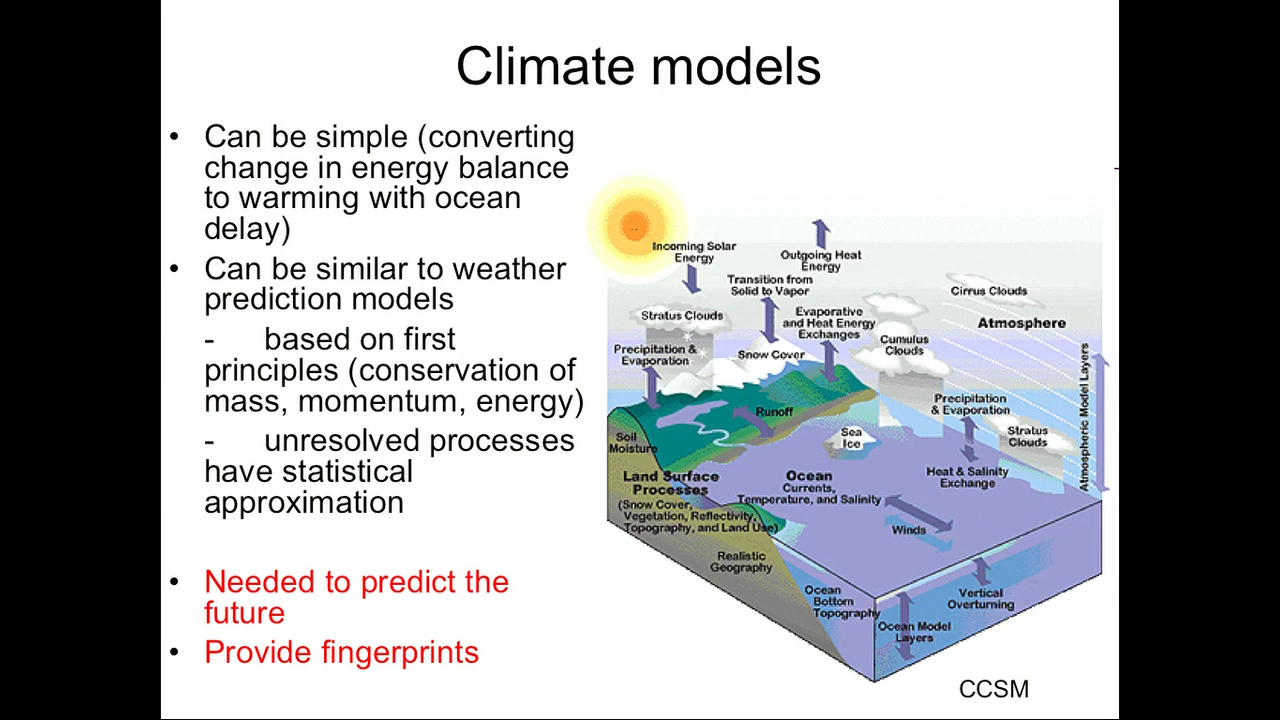 Climate models
• Can be simple (converting
change in energy balance
to warming with ocean
delay)
• Can be similar to weather
prediction models
- based on first
principles (conservation of
mass, momentum, energy)
- unresolved processes
have statistical
approximation
• Needed to predict the
future
• Provide fingerprints
Incoming Solar
Energy
Outgoing Heat
Energy
Transition from
Solid to Vapor
Cirrus Clouds
Stratus Clouds
Evaporative
and Heat Energy
Exchanges
Atmosphere
Precipitation &
Evaporation
Snow Cover
Cumulus
Clouds
Atmospheric Model Layers
Precipitation
& Evaporation
Runoff
Stratus
Clouds
Soil
Moisture
Sea
Ice
Land Surface
Processes
(Snow Cover,
Vegetation, Reflectivity,
Topography, and Land Use)
Ocean
Currents,
Temperature, and Salinity
Heat & Salinity
Exchange
Winds
Realistic
Geography
Ocean
Bottom
Topography
Vertical
Overturning
Ocean Model
Layers
CCSM